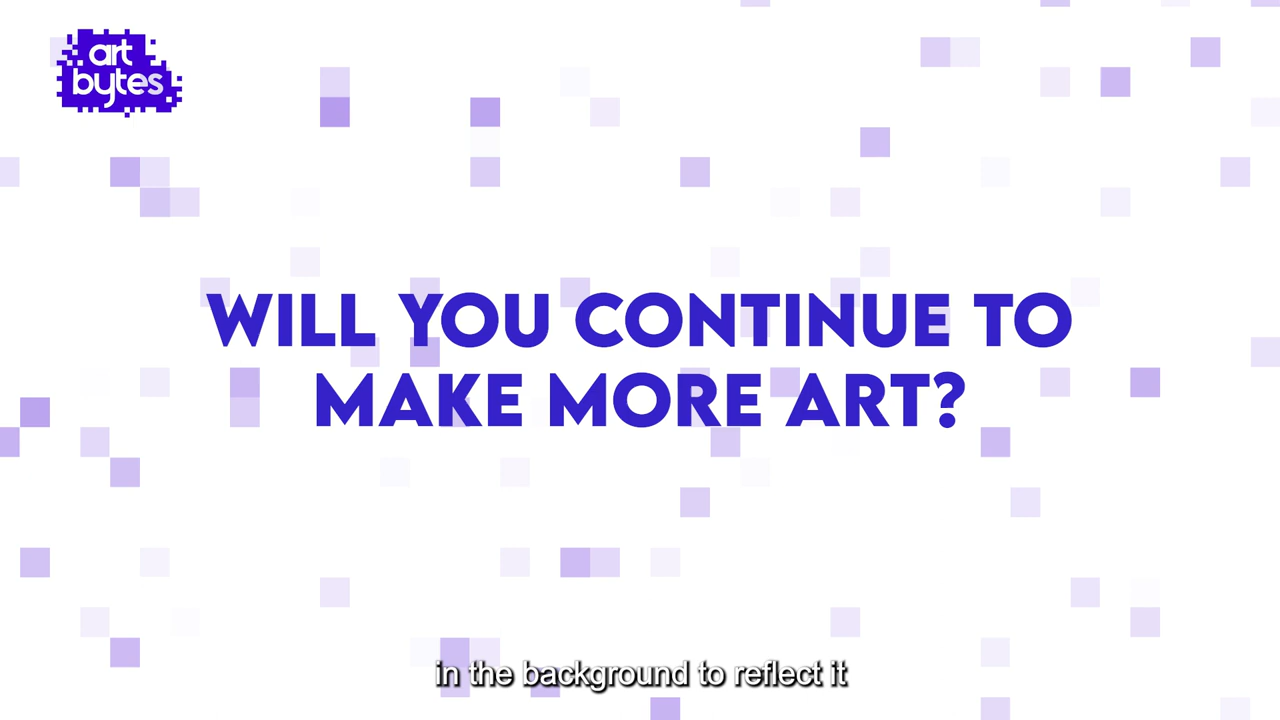 art
bytes
WILL YOU CONTINUE TO
MAKE MORE ART?
in the background to reflect it